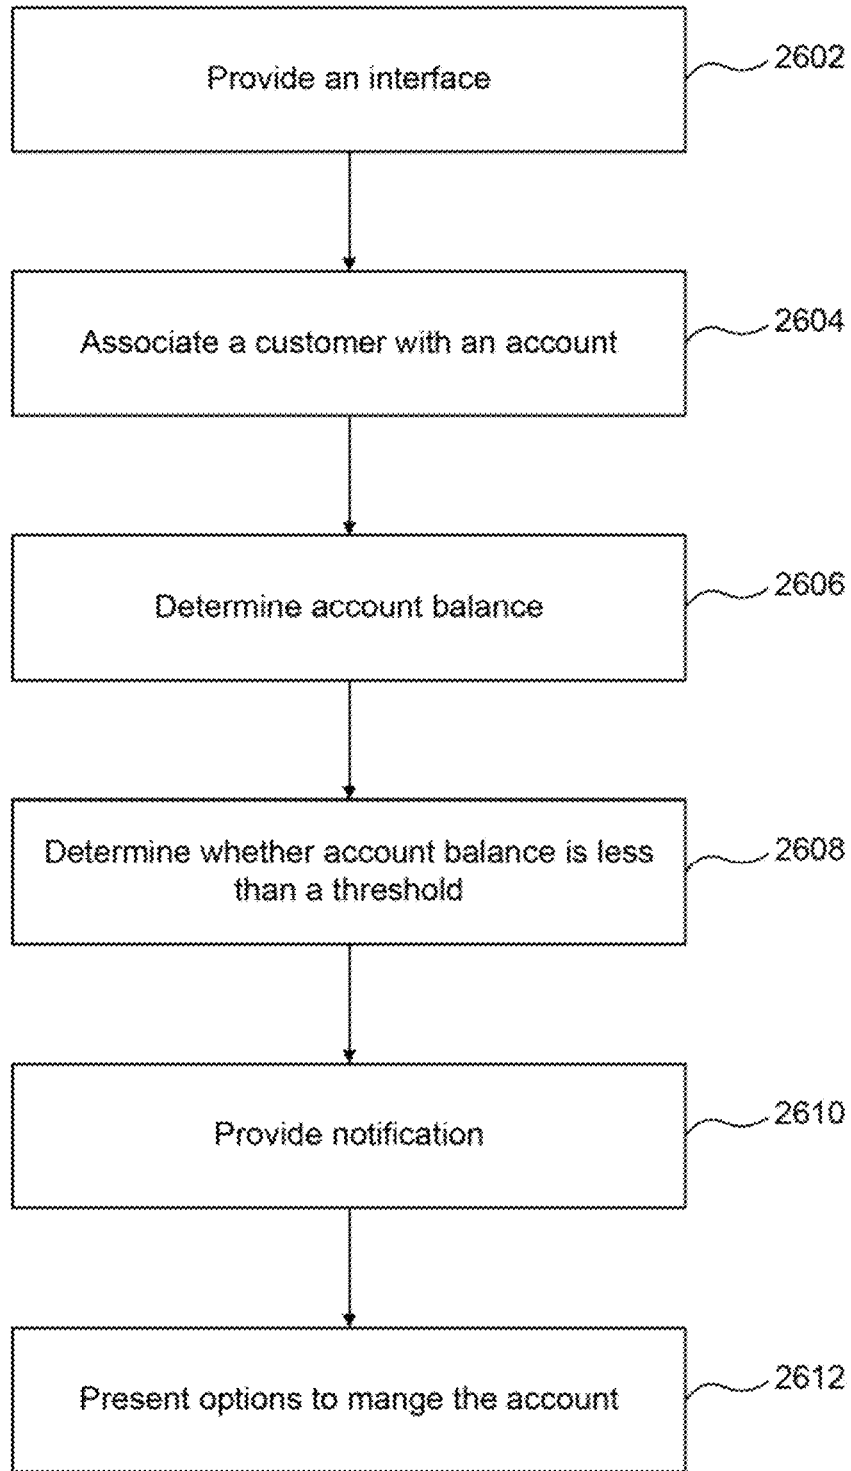 Provide an interface
2602
Associate a customer with an account
2604
Determine account balance
2606
Determine whether account balance is less
than a threshold
2608
Provide notification
2610
Present options to mange the account
2612